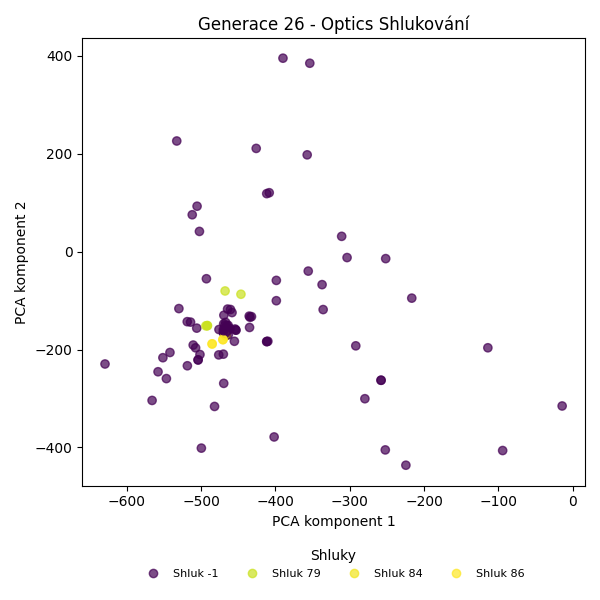 Generace 26 - Optics Shlukování
400
200
0
−200
−400
PCA komponent 2
−600 −500 −400 −300 −200 −100 0
PCA komponent 1
Shluky
Shluk -1 Shluk 79 Shluk 84 Shluk 86